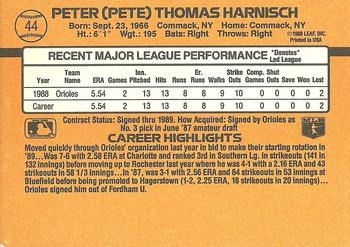 44
PETER (PETE) THOMAS HARNISCH
Born: Sept. 23, 1966 Commack, NY Home: Commack, NY
Ht: 6'1" Wgt: 195 Bats: Right Throws: Right
© 1988 LEAF, INC.
Printed in USA
RECENT MAJOR LEAGUE PERFORMANCE
*Denotes* Led League
Year ERA Games In Innings Pitched Hits Runs Er. Runs Walks Strike Outs Comp. Shut Outs Saves Won Lost
1988 Orioles 5.54 2 13 13 8 8 9 10 0 0 0 0 2
Career 5.54 2 13 13 8 8 9 10 0 0 0 0 2
Contract Status: Signed thru 1989. How Acquired: Signed by Orioles as
No. 3 pick in June '87 amateur draft
CAREER HIGHLIGHTS
Moved quickly through Orioles' organization last year in bid to make their starting rotation in
'89... Was 7-6 with 2.58 ERA at Charlotte and ranked 3rd in Southern Lg. in strikeouts (141 in
132 innings) before moving up to Rochester last year where he was 4-1 with a 2.16 ERA and 43
strikeouts in 58 1/3 innings... In '87, was 3-1 with 2.56 ERA and 64 strikeouts in 53 innings at
Bluefield before being promoted to Hagerstown (1-2, 2.25 ERA, 18 strikeouts in 20 innings)...
Orioles signed him out of Fordham U.